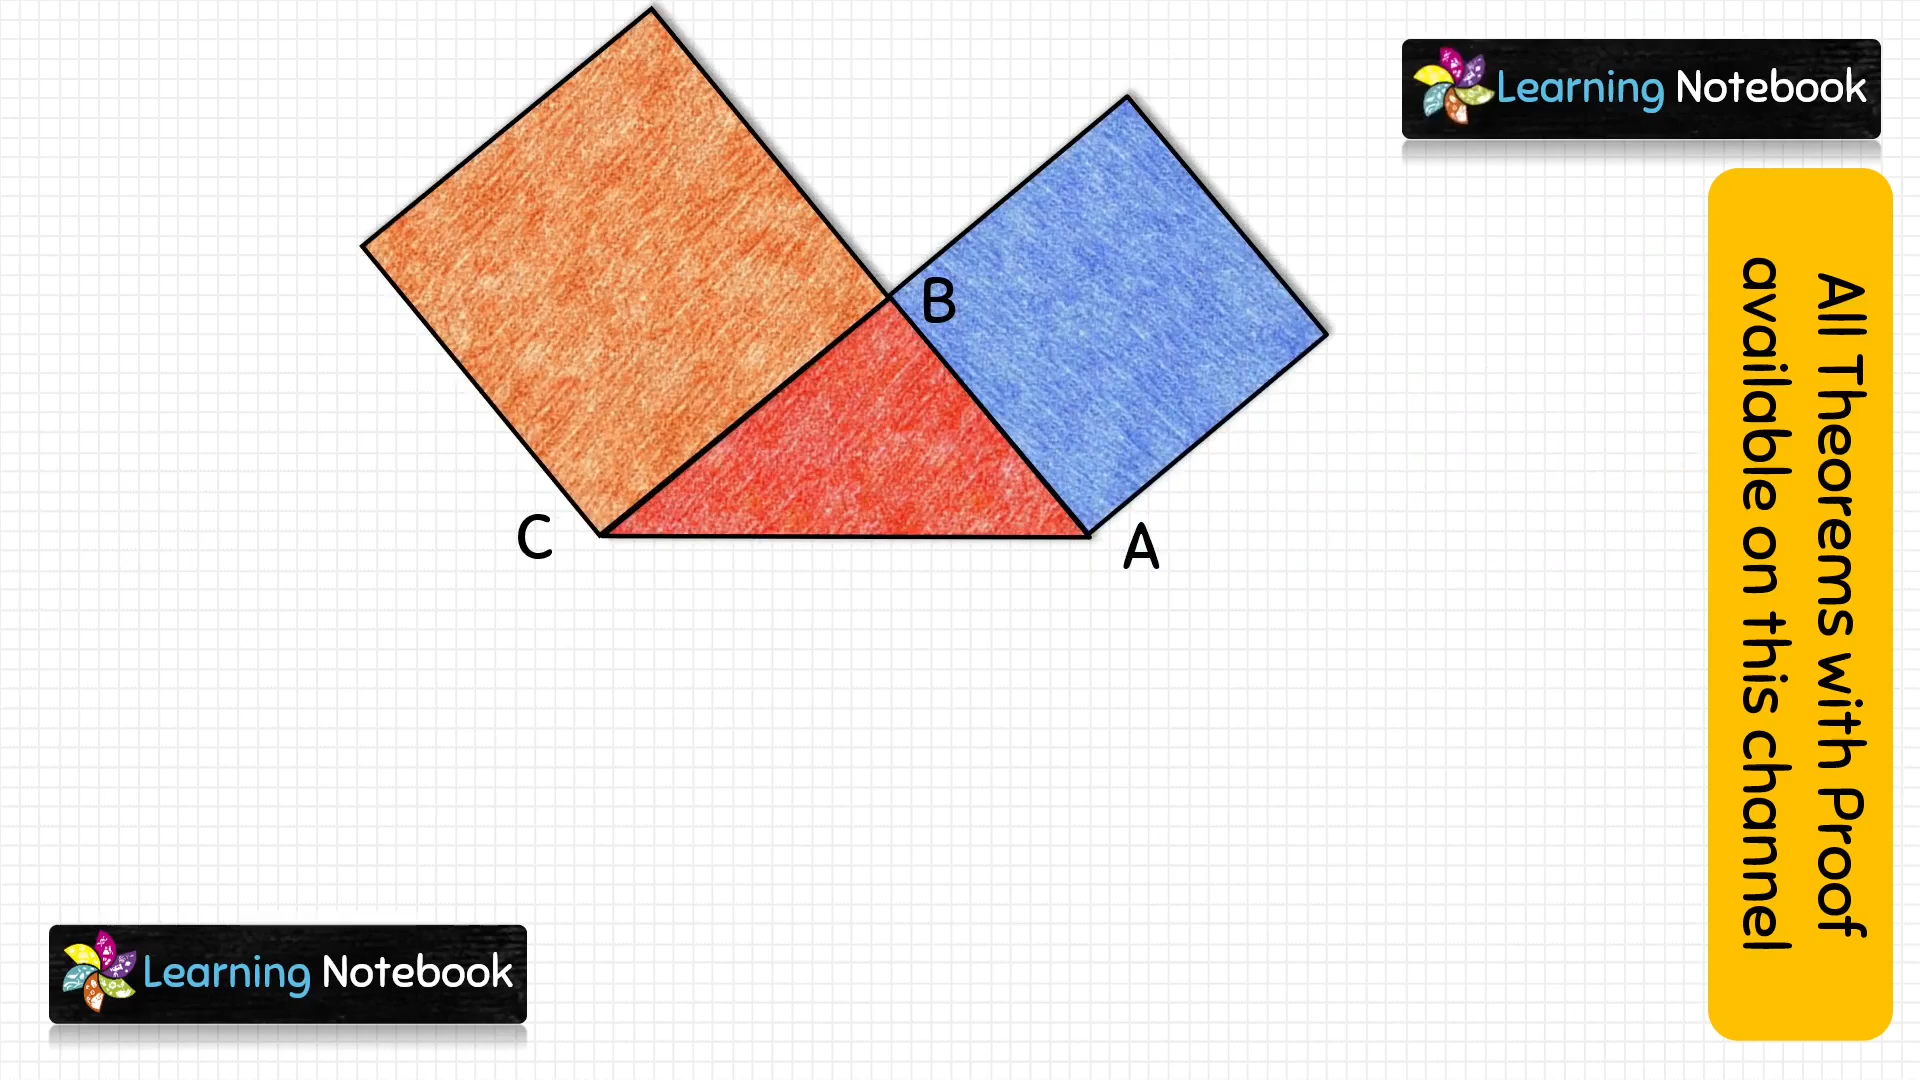 Learning Notebook
B
C
A
All Theorems with Proof
available on this channel
Learning Notebook